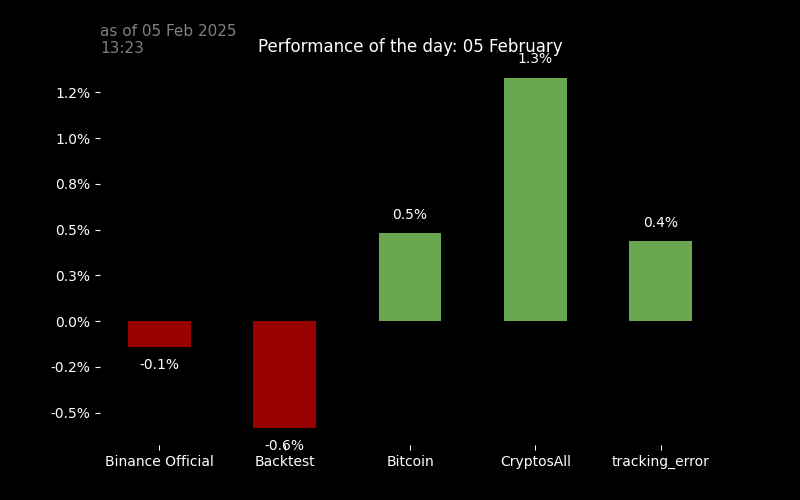 as of 05 Feb 2025
13:23
Performance of the day: 05 February
1.3%
1.2%
1.0%
0.8%
0.5%
0.5%
0.4%
0.3%
0.0%
-0.1%
-0.2%
-0.5%
-0.6%
Binance Official
Backtest
Bitcoin
CryptosAll
tracking_error